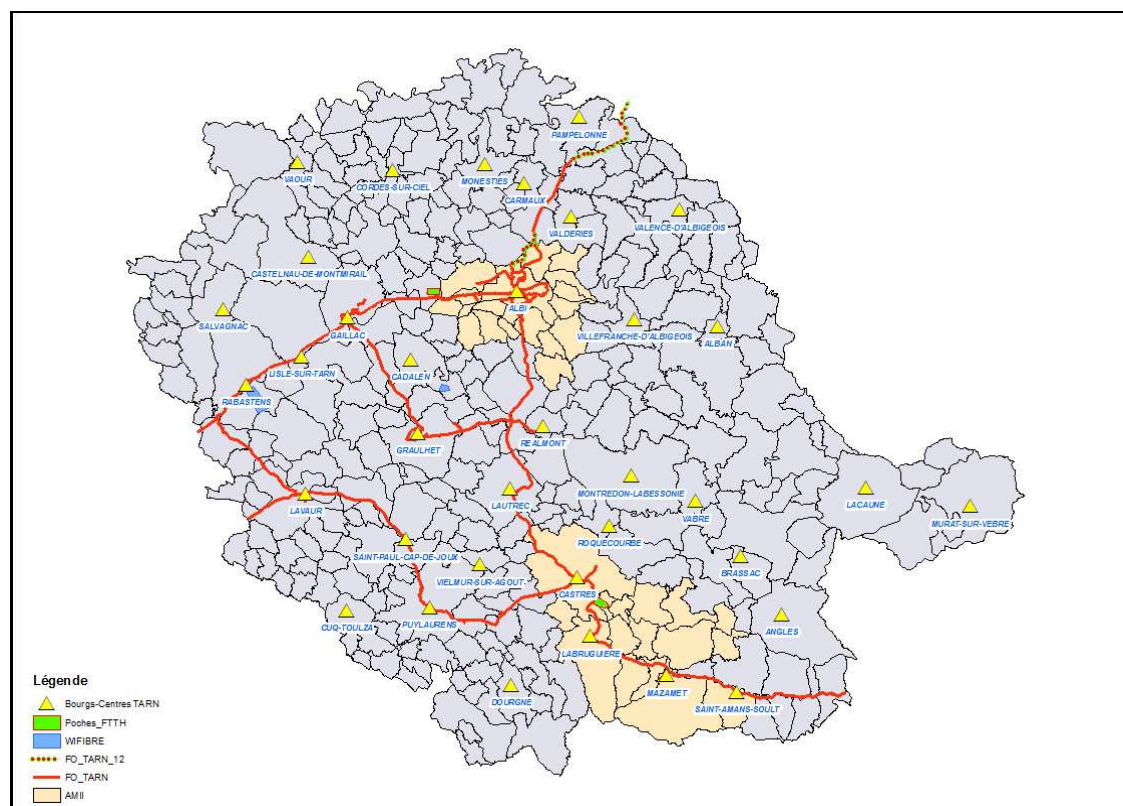 PAMPELONNE
VAOUR
CORDES-SUR-CIEL
MONESTIES
CARMAUX
VALDERIES
VALENCE-D'ALBIGEOIS
CASTELNAU-DE-MONTMIRAIL
ALBI
SALVAGNAC
GAILLAC
VILLEFRANCHE-D'ALBIGEOIS
ALBAN
LISLE-SUR-TARN
CADALEN
RABASTENS
GRAULHET
REALMONT
LAVAUR
LAUTREC
MONTREDON-LABESSONIE
VABRE
LACAUNE
MURAT-SUR-VEBRE
SAINT-PAUL-CAP-DE-JOUX
ROQUECOURBE
VIELMUR-SUR-AGOUT
CASTRES
BRASSAC
CUQ-TOULZA
PUYLAURENS
ANGLES
LABRUGUIERE
DOURGNE
MAZAMET
SAINT-AMANS-SOULT
Légende
Bourgs-Centres TARN
Poches_FTTH
WIFIBRE
FO_TARN_12
FO_TARN
AMII